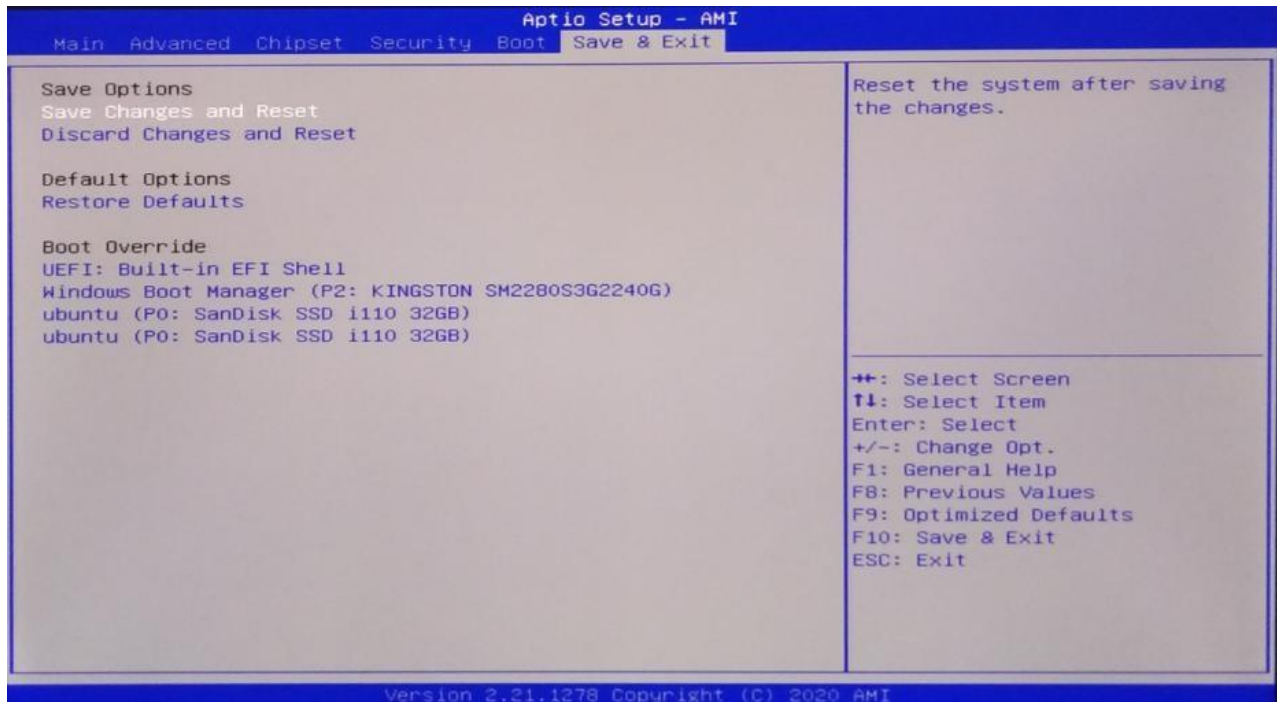 Aptio Setup - AMI
Main Advanced Chipset Security Boot Save & Exit
Save Options
Save Changes and Reset
Discard Changes and Reset
Default Options
Restore Defaults
Boot Override
UEFI: Built-in EFI Shell
Windows Boot Manager (P2: KINGSTON SM2280S3G2240G)
ubuntu (P0: SanDisk SSD i110 32GB)
ubuntu (P0: SanDisk SSD i110 32GB)
Reset the system after saving
the changes.
→←: Select Screen
↑↓: Select Item
Enter: Select
+/-: Change Opt.
F1: General Help
F8: Previous Values
F9: Optimized Defaults
F10: Save & Exit
ESC: Exit
Version 2.21.1278 Copyright (C) 2020 AMI